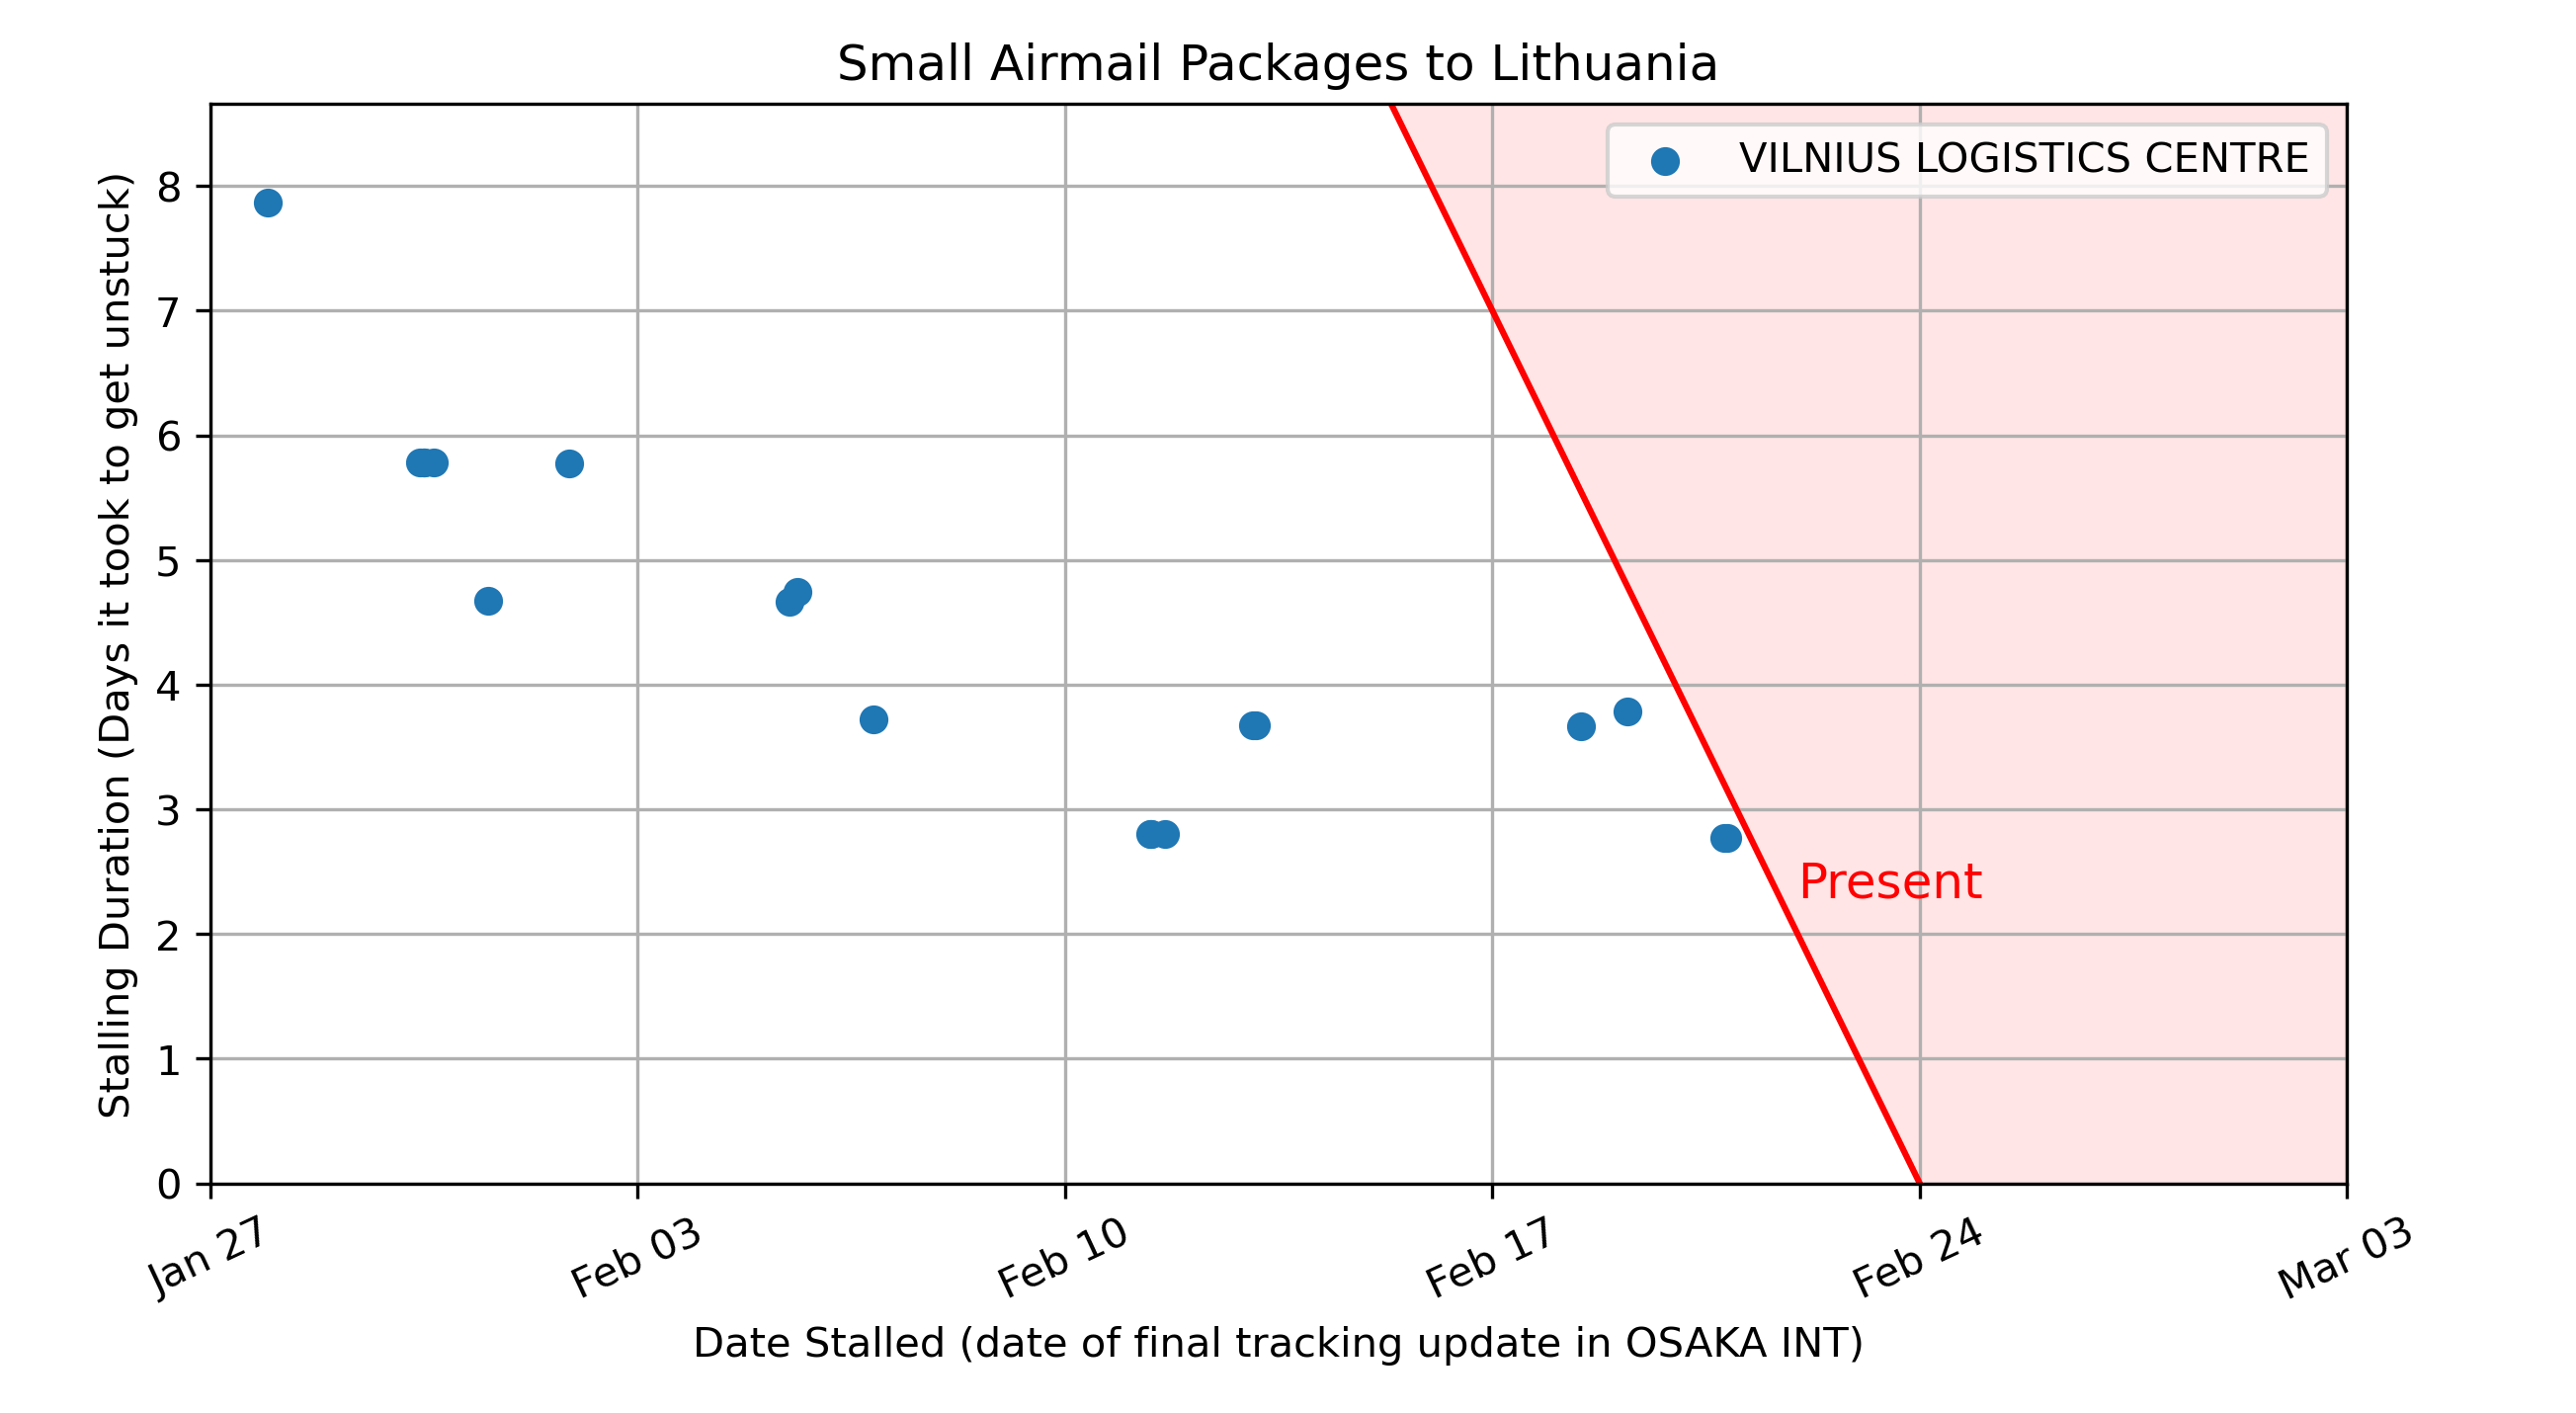 Small Airmail Packages to Lithuania
VILNIUS LOGISTICS CENTRE
Stalling Duration (Days it took to get unstuck)
8
7
6
5
4
3
2
1
0
Present
Jan 27
Feb 03
Feb 10
Feb 17
Feb 24
Mar 03
Date Stalled (date of final tracking update in OSAKA INT)